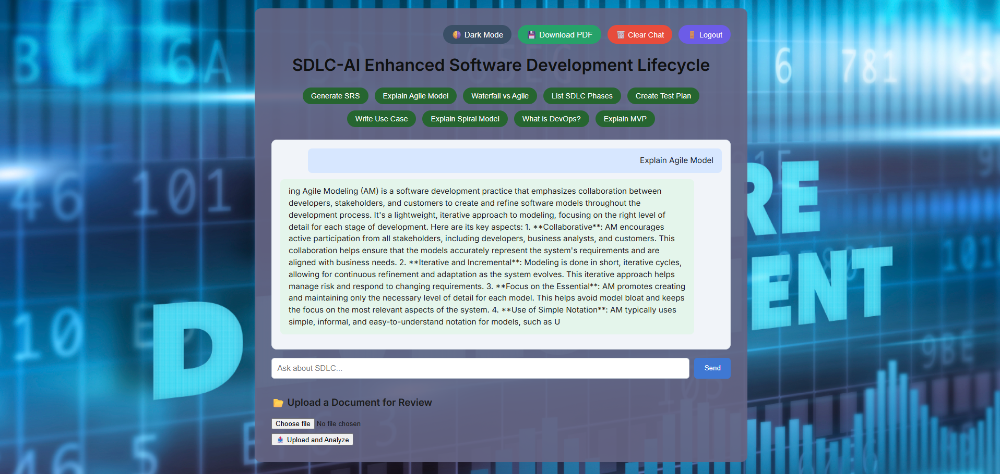 Dark Mode
Download PDF
Clear Chat
Logout
SDLC-AI Enhanced Software Development Lifecycle
Generate SRS
Explain Agile Model
Waterfall vs Agile
List SDLC Phases
Create Test Plan
Write Use Case
Explain Spiral Model
What is DevOps?
Explain MVP
Explain Agile Model
ing Agile Modeling (AM) is a software development practice that emphasizes collaboration between
developers, stakeholders, and customers to create and refine software models throughout the
development process. It's a lightweight, iterative approach to modeling, focusing on the right level of
detail for each stage of development. Here are its key aspects: 1. **Collaborative**: AM encourages
active participation from all stakeholders, including developers, business analysts, and customers. This
collaboration helps ensure that the models accurately represent the system's requirements and are
aligned with business needs. 2. **Iterative and Incremental**: Modeling is done in short, iterative cycles,
allowing for continuous refinement and adaptation as the system evolves. This iterative approach helps
manage risk and respond to changing requirements. 3. **Focus on the Essential**: AM promotes creating
and maintaining only the necessary level of detail for each model. This helps avoid model bloat and keeps
the focus on the most relevant aspects of the system. 4. **Use of Simple Notation**: AM typically uses
simple, informal, and easy-to-understand notation for models, such as U
Ask about SDLC...
Send
Upload a Document for Review
Choose file No file chosen
Upload and Analyze
6A
6 781
46 101
RE
ENT
D
9BE
5
46